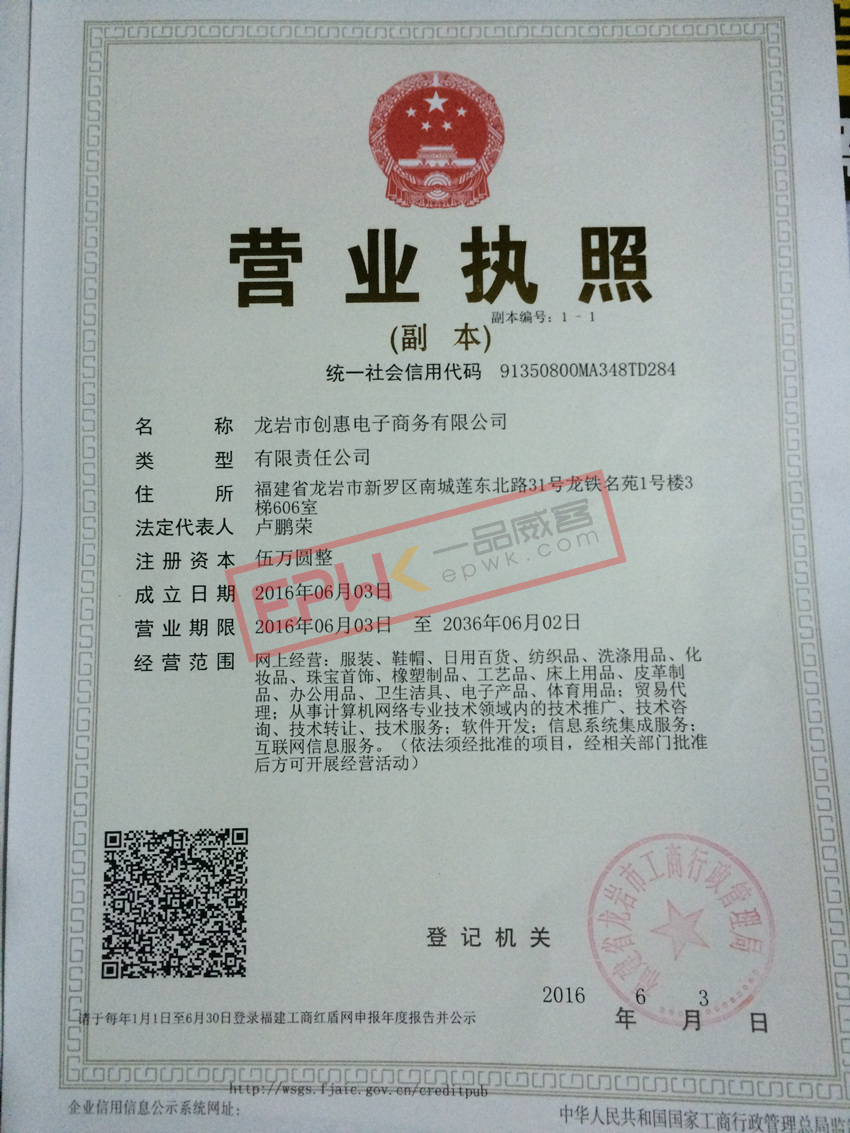 营业执照
副本编号：1 - 1
(副 本)
统一社会信用代码 91350800MA348TD284
名称 龙岩市创惠电子商务有限公司
类型 有限责任公司
住所 福建省龙岩市新罗区南城莲东北路31号龙铁名苑1号楼3
梯606室
法定代表人 卢鹏荣
注册资本 伍万圆整
成立日期 2016年06月03日
营业期限 2016年06月03日 至 2036年06月02日
经营范围 网上经营：服装、鞋帽、日用百货、纺织品、洗涤用品、化
妆品、珠宝首饰、橡塑制品、工艺品、床上用品、皮革制
品、办公用品、卫生洁具、电子产品、体育用品；贸易代
理；从事计算机网络专业技术领域内的技术推广、技术咨
询、技术转让、技术服务；软件开发；信息系统集成服务；
互联网信息服务。（依法须经批准的项目，经相关部门批准
后方可开展经营活动）
EPWK 一品威客
epwk.com
福建省龙岩市工商行政管理局
登记机关
2016年 6月 3日
请于每年1月1日至6月30日登录福建工商红盾网申报年度报告并公示
http://wsgs.fjaic.gov.cn/creditpub
企业信用信息公示系统网址：
中华人民共和国国家工商行政管理总局监